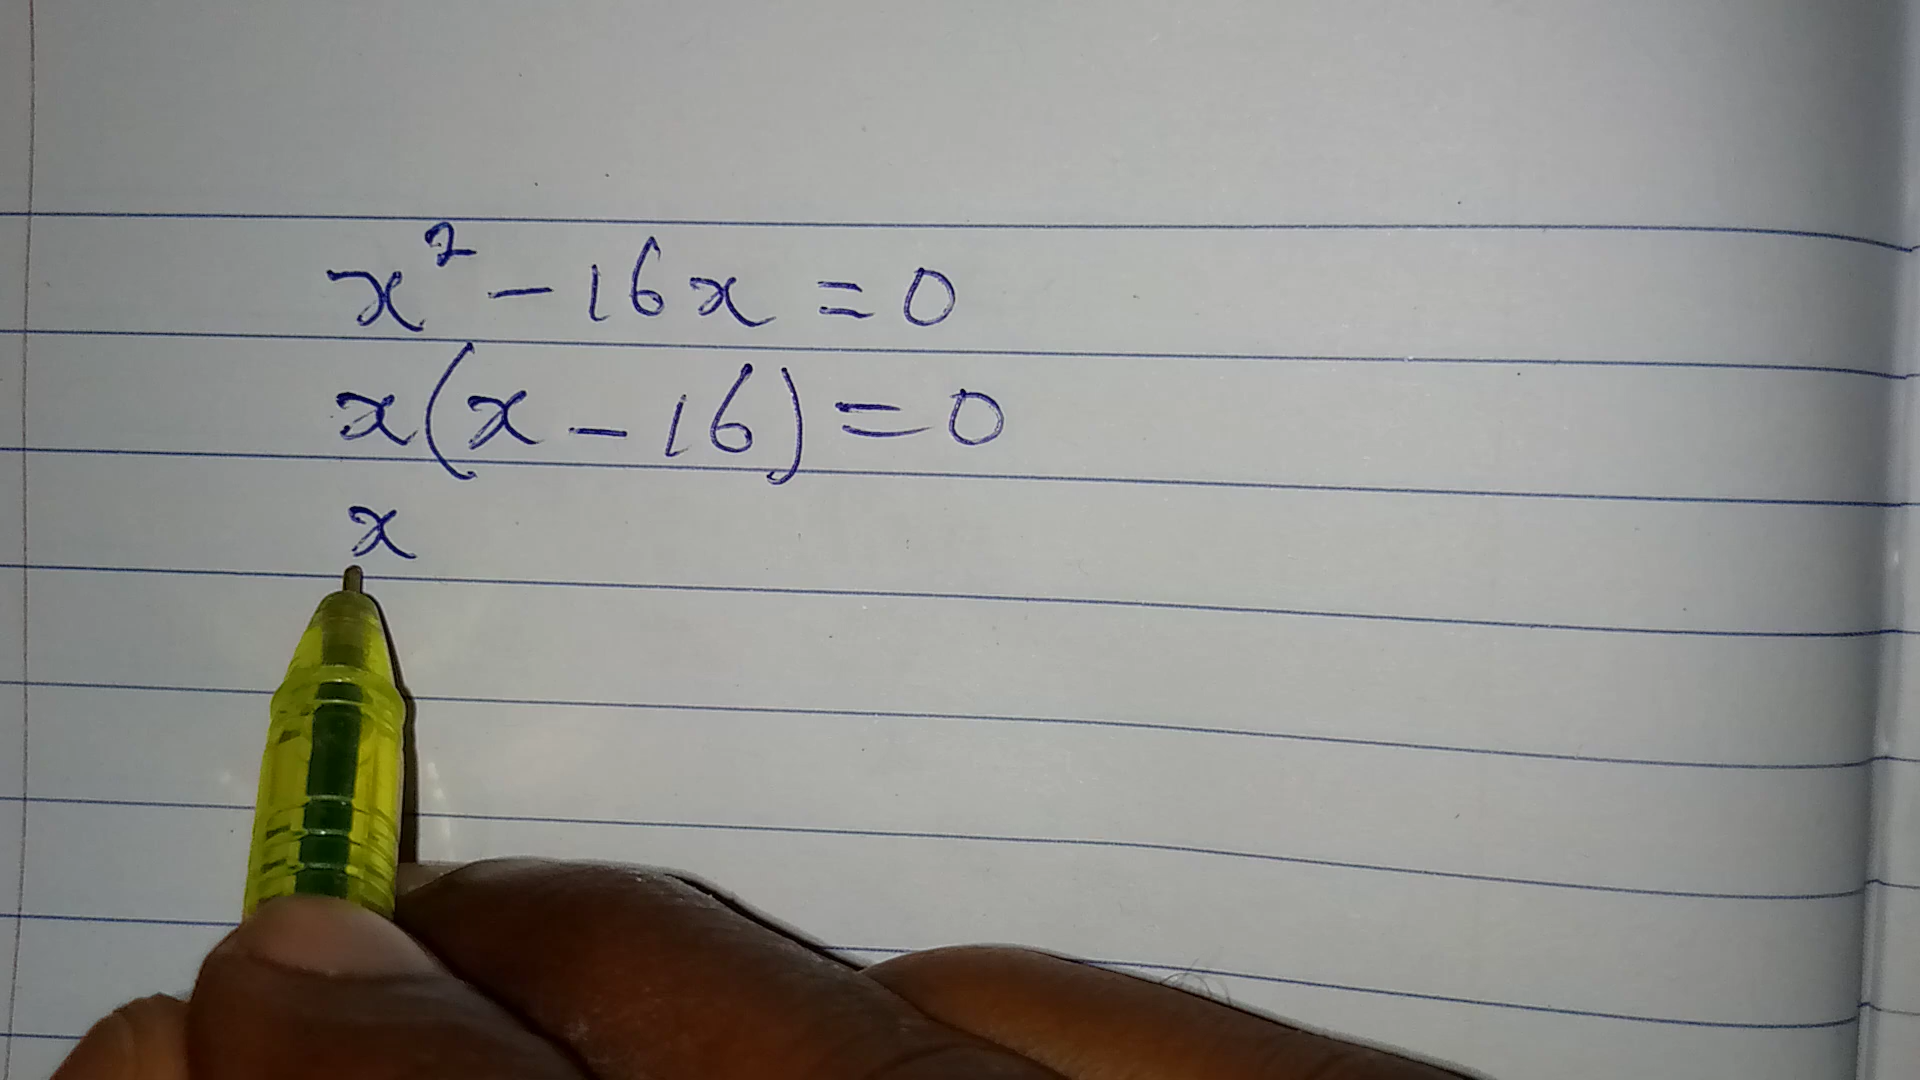 x² - 16x = 0
x(x - 16) = 0
x